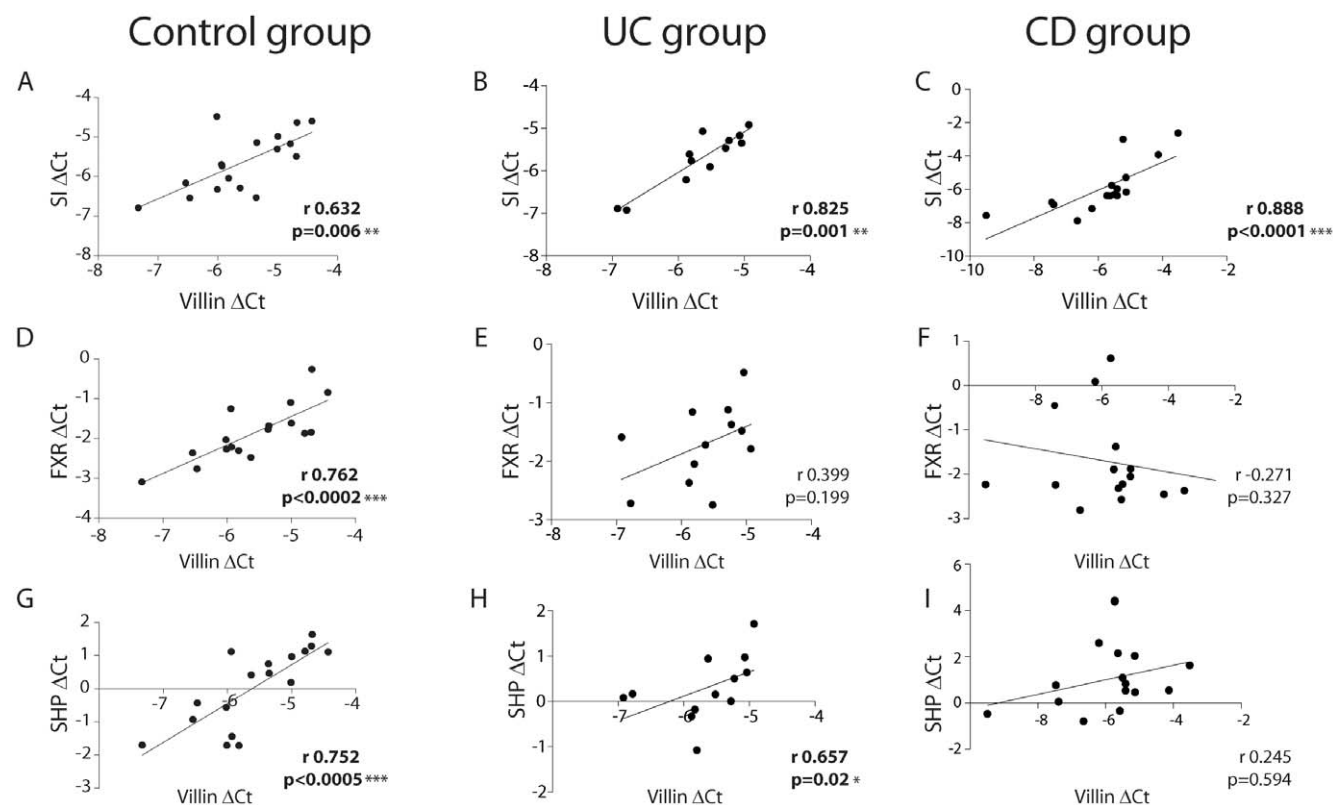 Control group
UC group
CD group
A
-4
-5
-6
-7
-8
SI ΔCt
-8
-7
-6
-5
-4
Villin ΔCt
r 0.632
p=0.006 **
B
-4
-5
-6
-7
-8
SI ΔCt
-8
-7
-6
-5
-4
Villin ΔCt
r 0.825
p=0.001 **
C
0
-2
-4
-6
-8
-10
SI ΔCt
-10
-8
-6
-4
-2
Villin ΔCt
r 0.888
p<0.0001 ***
D
0
-1
-2
-3
-4
FXR ΔCt
-8
-7
-6
-5
-4
Villin ΔCt
r 0.762
p<0.0002 ***
E
0
-1
-2
-3
FXR ΔCt
-8
-7
-6
-5
-4
Villin ΔCt
r 0.399
p=0.199
F
1
0
-1
-2
-3
FXR ΔCt
-8
-6
-4
-2
Villin ΔCt
r -0.271
p=0.327
G
2
1
0
-1
-2
-3
SHP ΔCt
-7
-6
-5
-4
Villin ΔCt
r 0.752
p<0.0005 ***
H
2
1
0
-1
-2
SHP ΔCt
-7
-6
-5
-4
Villin ΔCt
r 0.657
p=0.02 *
I
6
4
2
0
-2
SHP ΔCt
-8
-6
-4
-2
Villin ΔCt
r 0.245
p=0.594